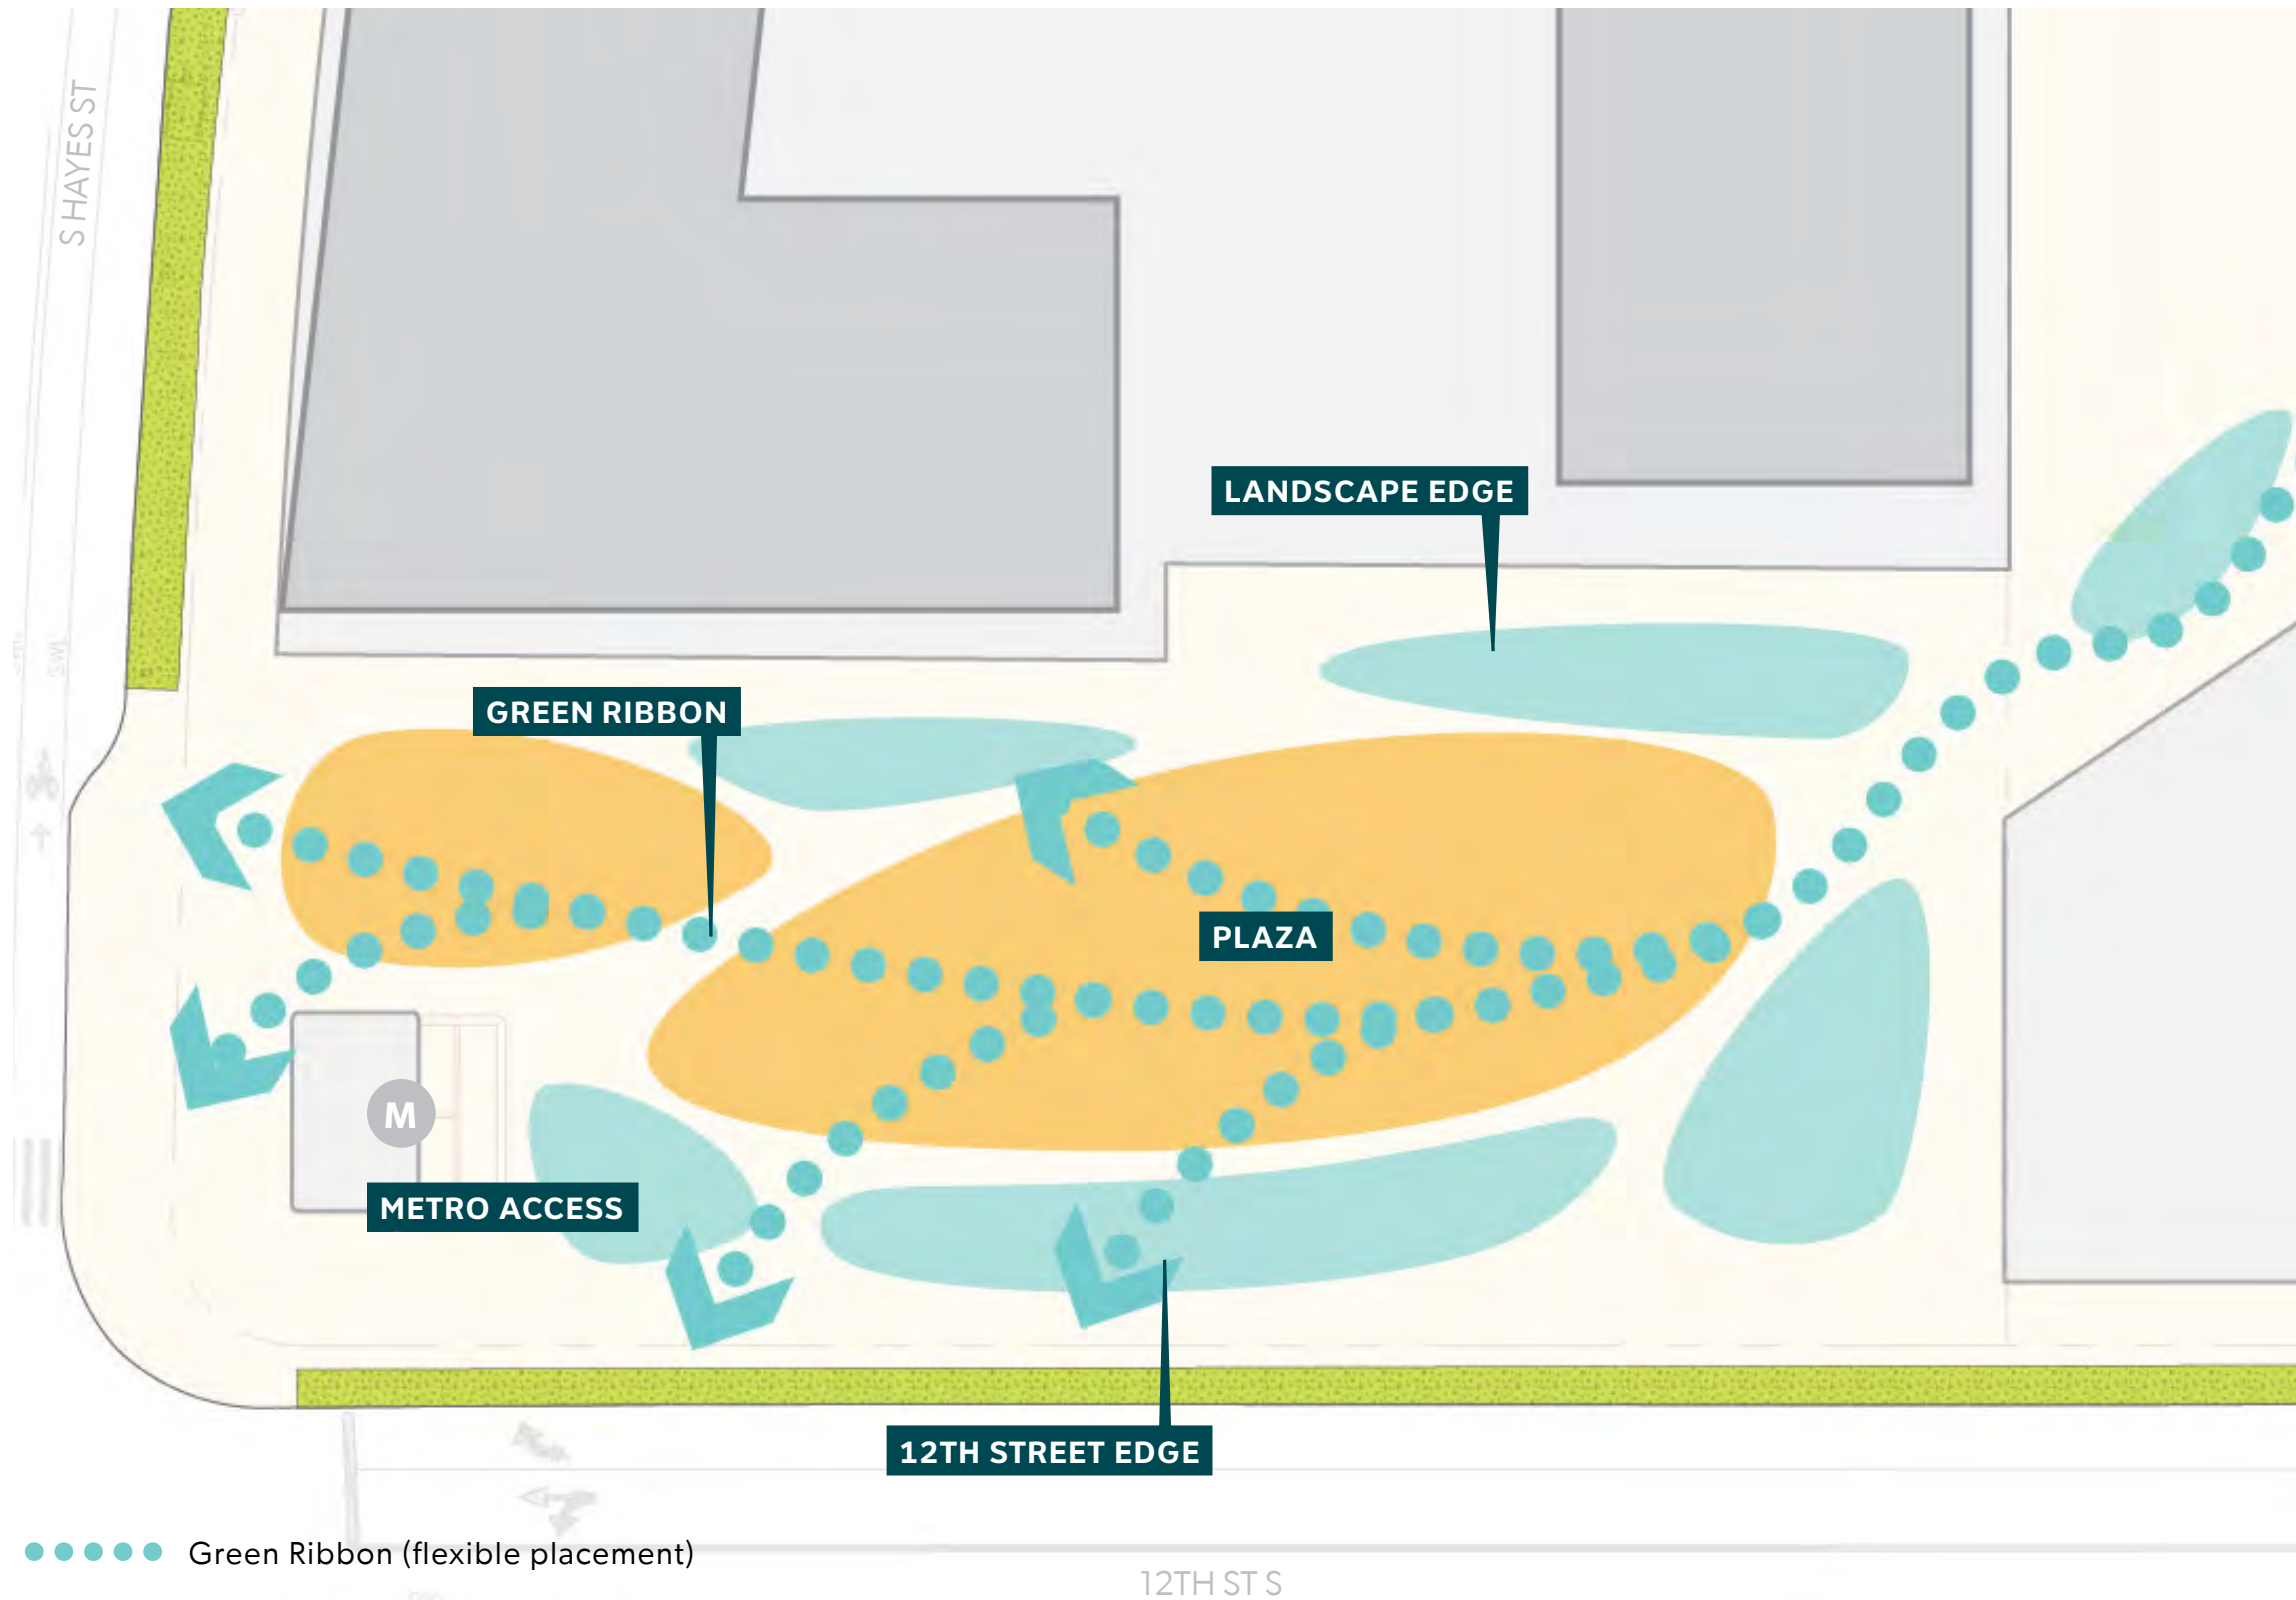 S HAYES ST
LANDSCAPE EDGE
GREEN RIBBON
PLAZA
M
METRO ACCESS
12TH STREET EDGE
Green Ribbon (flexible placement)
12TH ST S